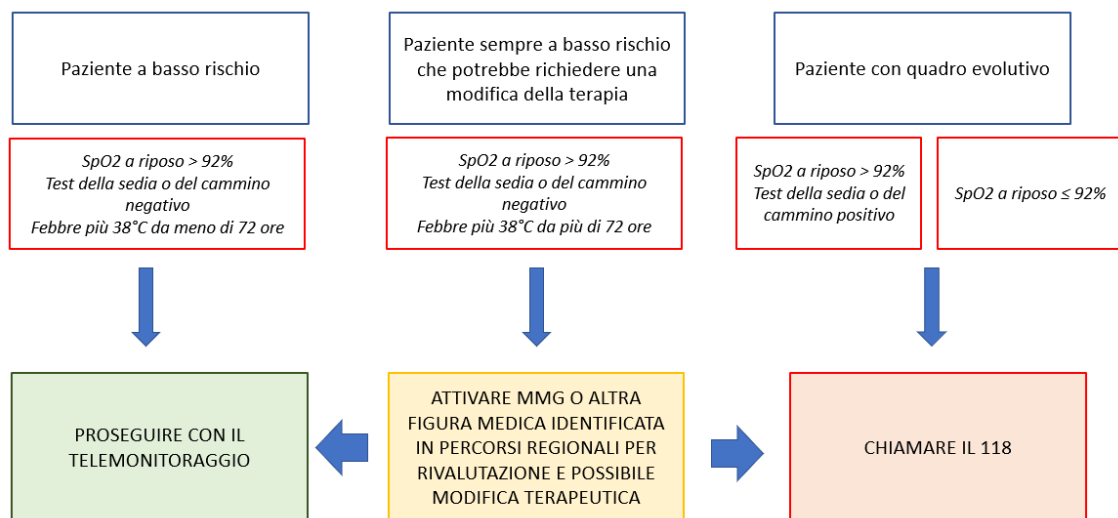 Paziente a basso rischio
Paziente sempre a basso rischio
che potrebbe richiedere una
modifica della terapia
Paziente con quadro evolutivo
SpO2 a riposo > 92%
Test della sedia o del cammino
negativo
Febbre più 38°C da meno di 72 ore
SpO2 a riposo > 92%
Test della sedia o del cammino
negativo
Febbre più 38°C da più di 72 ore
SpO2 a riposo > 92%
Test della sedia o del
cammino positivo
SpO2 a riposo ≤ 92%
PROSEGUIRE CON IL
TELEMONITORAGGIO
ATTIVARE MMG O ALTRA
FIGURA MEDICA IDENTIFICATA
IN PERCORSI REGIONALI PER
RIVALUTAZIONE E POSSIBILE
MODIFICA TERAPEUTICA
CHIAMARE IL 118